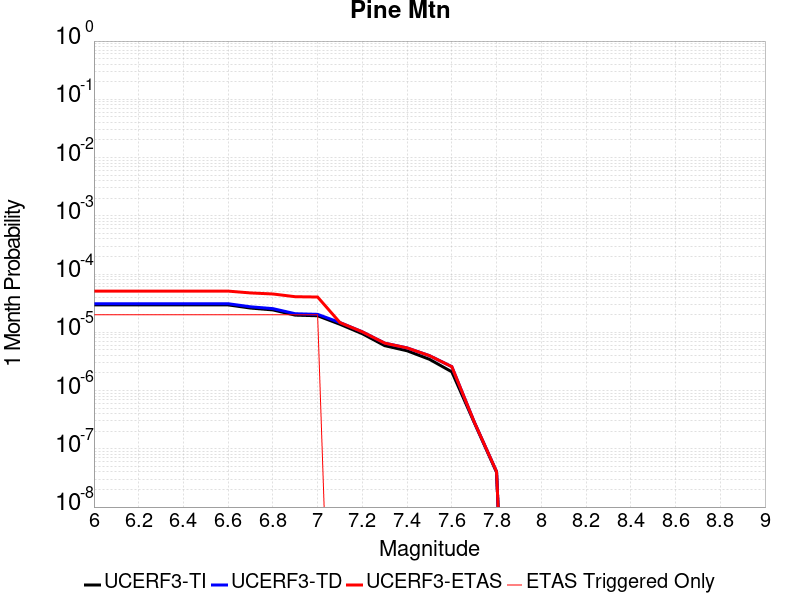 Pine Mtn
1 Month Probability
10^0
10^-1
10^-2
10^-3
10^-4
10^-5
10^-6
10^-7
10^-8
6 6.2 6.4 6.6 6.8 7 7.2 7.4 7.6 7.8 8 8.2 8.4 8.6 8.8 9
Magnitude
UCERF3-TI UCERF3-TD UCERF3-ETAS ETAS Triggered Only